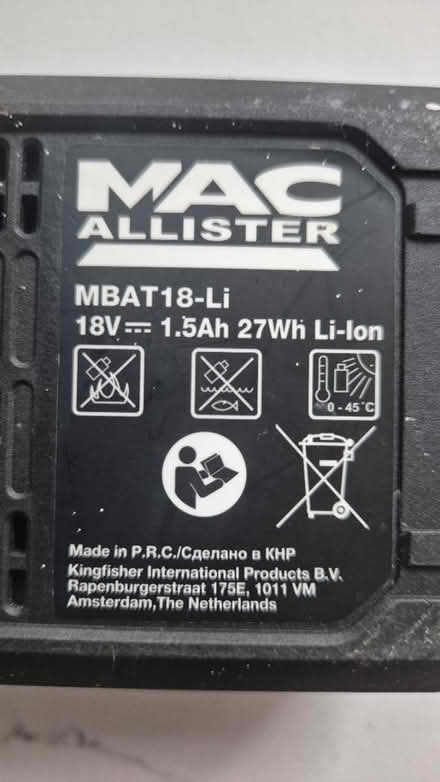 MAC
ALLISTER
MBAT18-Li
18V⎓ 1.5Ah 27Wh Li-Ion
0 - 45°C
Made in P.R.C./Сделано в КНР
Kingfisher International Products B.V.
Rapenburgerstraat 175E, 1011 VM
Amsterdam,The Netherlands